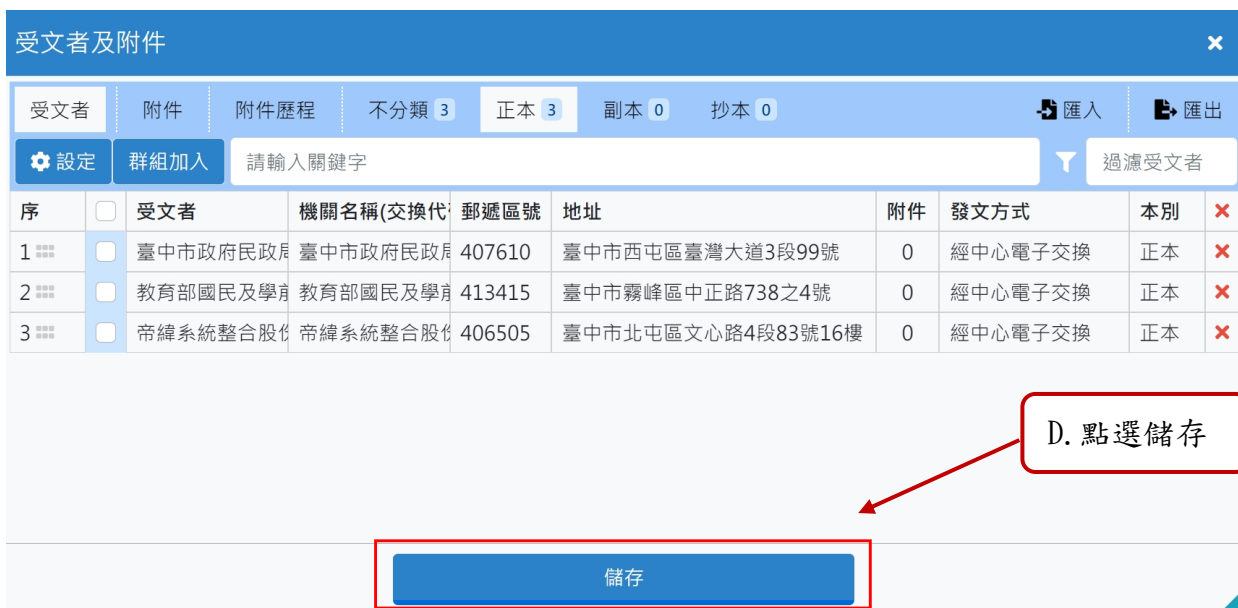 受文者及附件
受文者 附件 附件歷程 不分類 3 正本 3 副本 0 抄本 0 匯入 匯出
設定 群組加入 請輸入關鍵字 過濾受文者
序 受文者 機關名稱(交換代 郵遞區號 地址 附件 發文方式 本別
1 臺中市政府民政局 臺中市政府民政局 407610 臺中市西屯區臺灣大道3段99號 0 經中心電子交換 正本
2 教育部國民及學前 教育部國民及學前 413415 臺中市霧峰區中正路738之4號 0 經中心電子交換 正本
3 帝緯系統整合股份 帝緯系統整合股份 406505 臺中市北屯區文心路4段83號16樓 0 經中心電子交換 正本
D.點選儲存
儲存